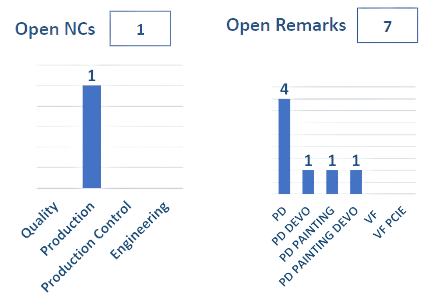 Open NCs 1
1
Quality
Production
Production Control
Engineering
Open Remarks 7
4
1
1
1
PD
PD DEVO
PD PAINTING
PD PAINTING DEVO
VF
VF PCIE